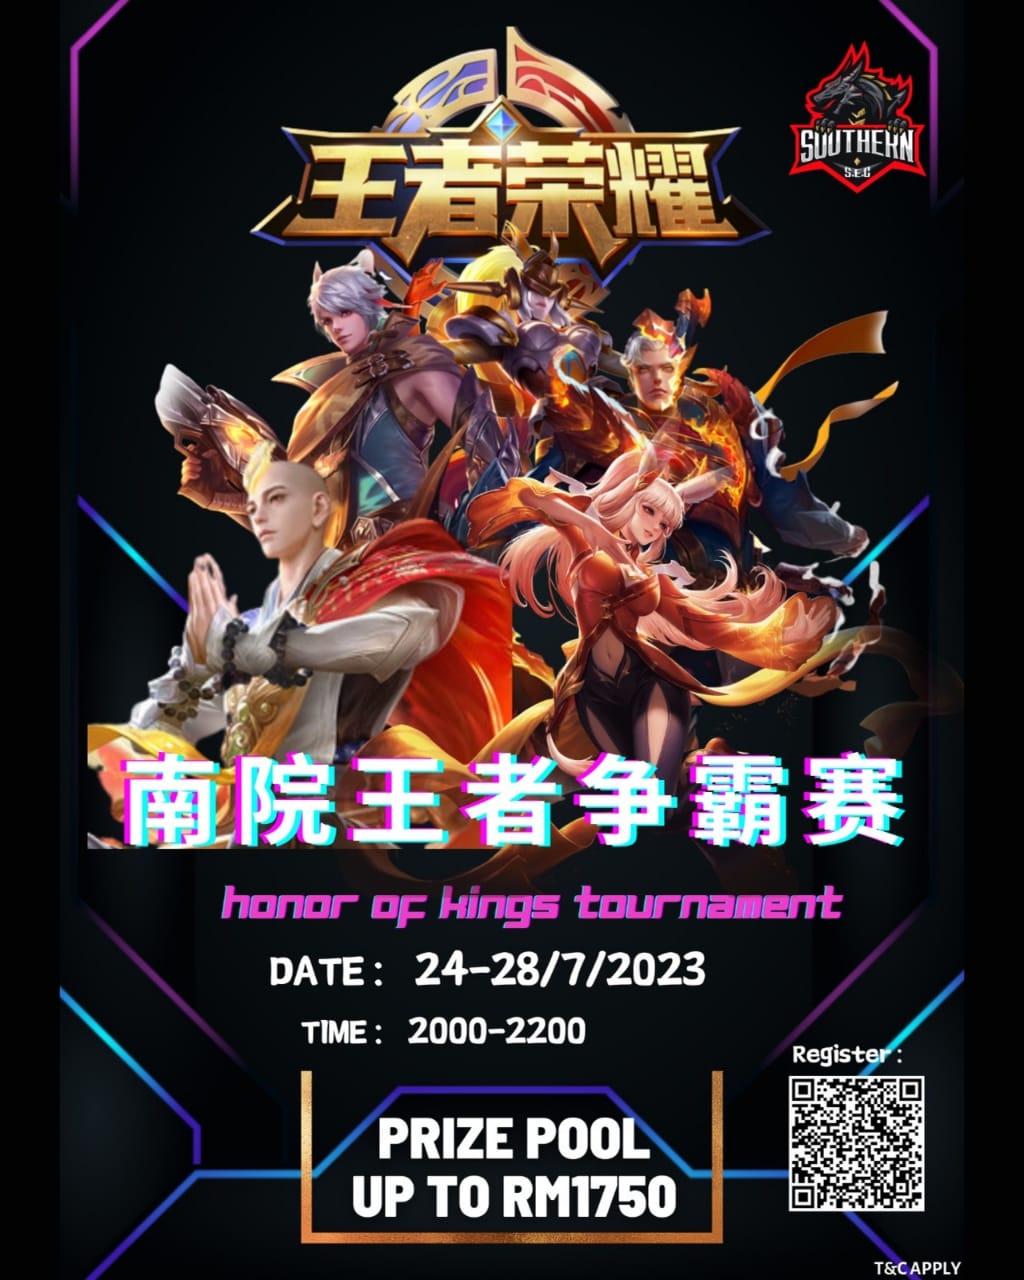 王者荣耀
SOUTHERN
S.E.C
南院王者争霸赛
honor of kings tournament
DATE: 24-28/7/2023
TIME: 2000-2200
Register:
PRIZE POOL
UP TO RM1750
T&C APPLY